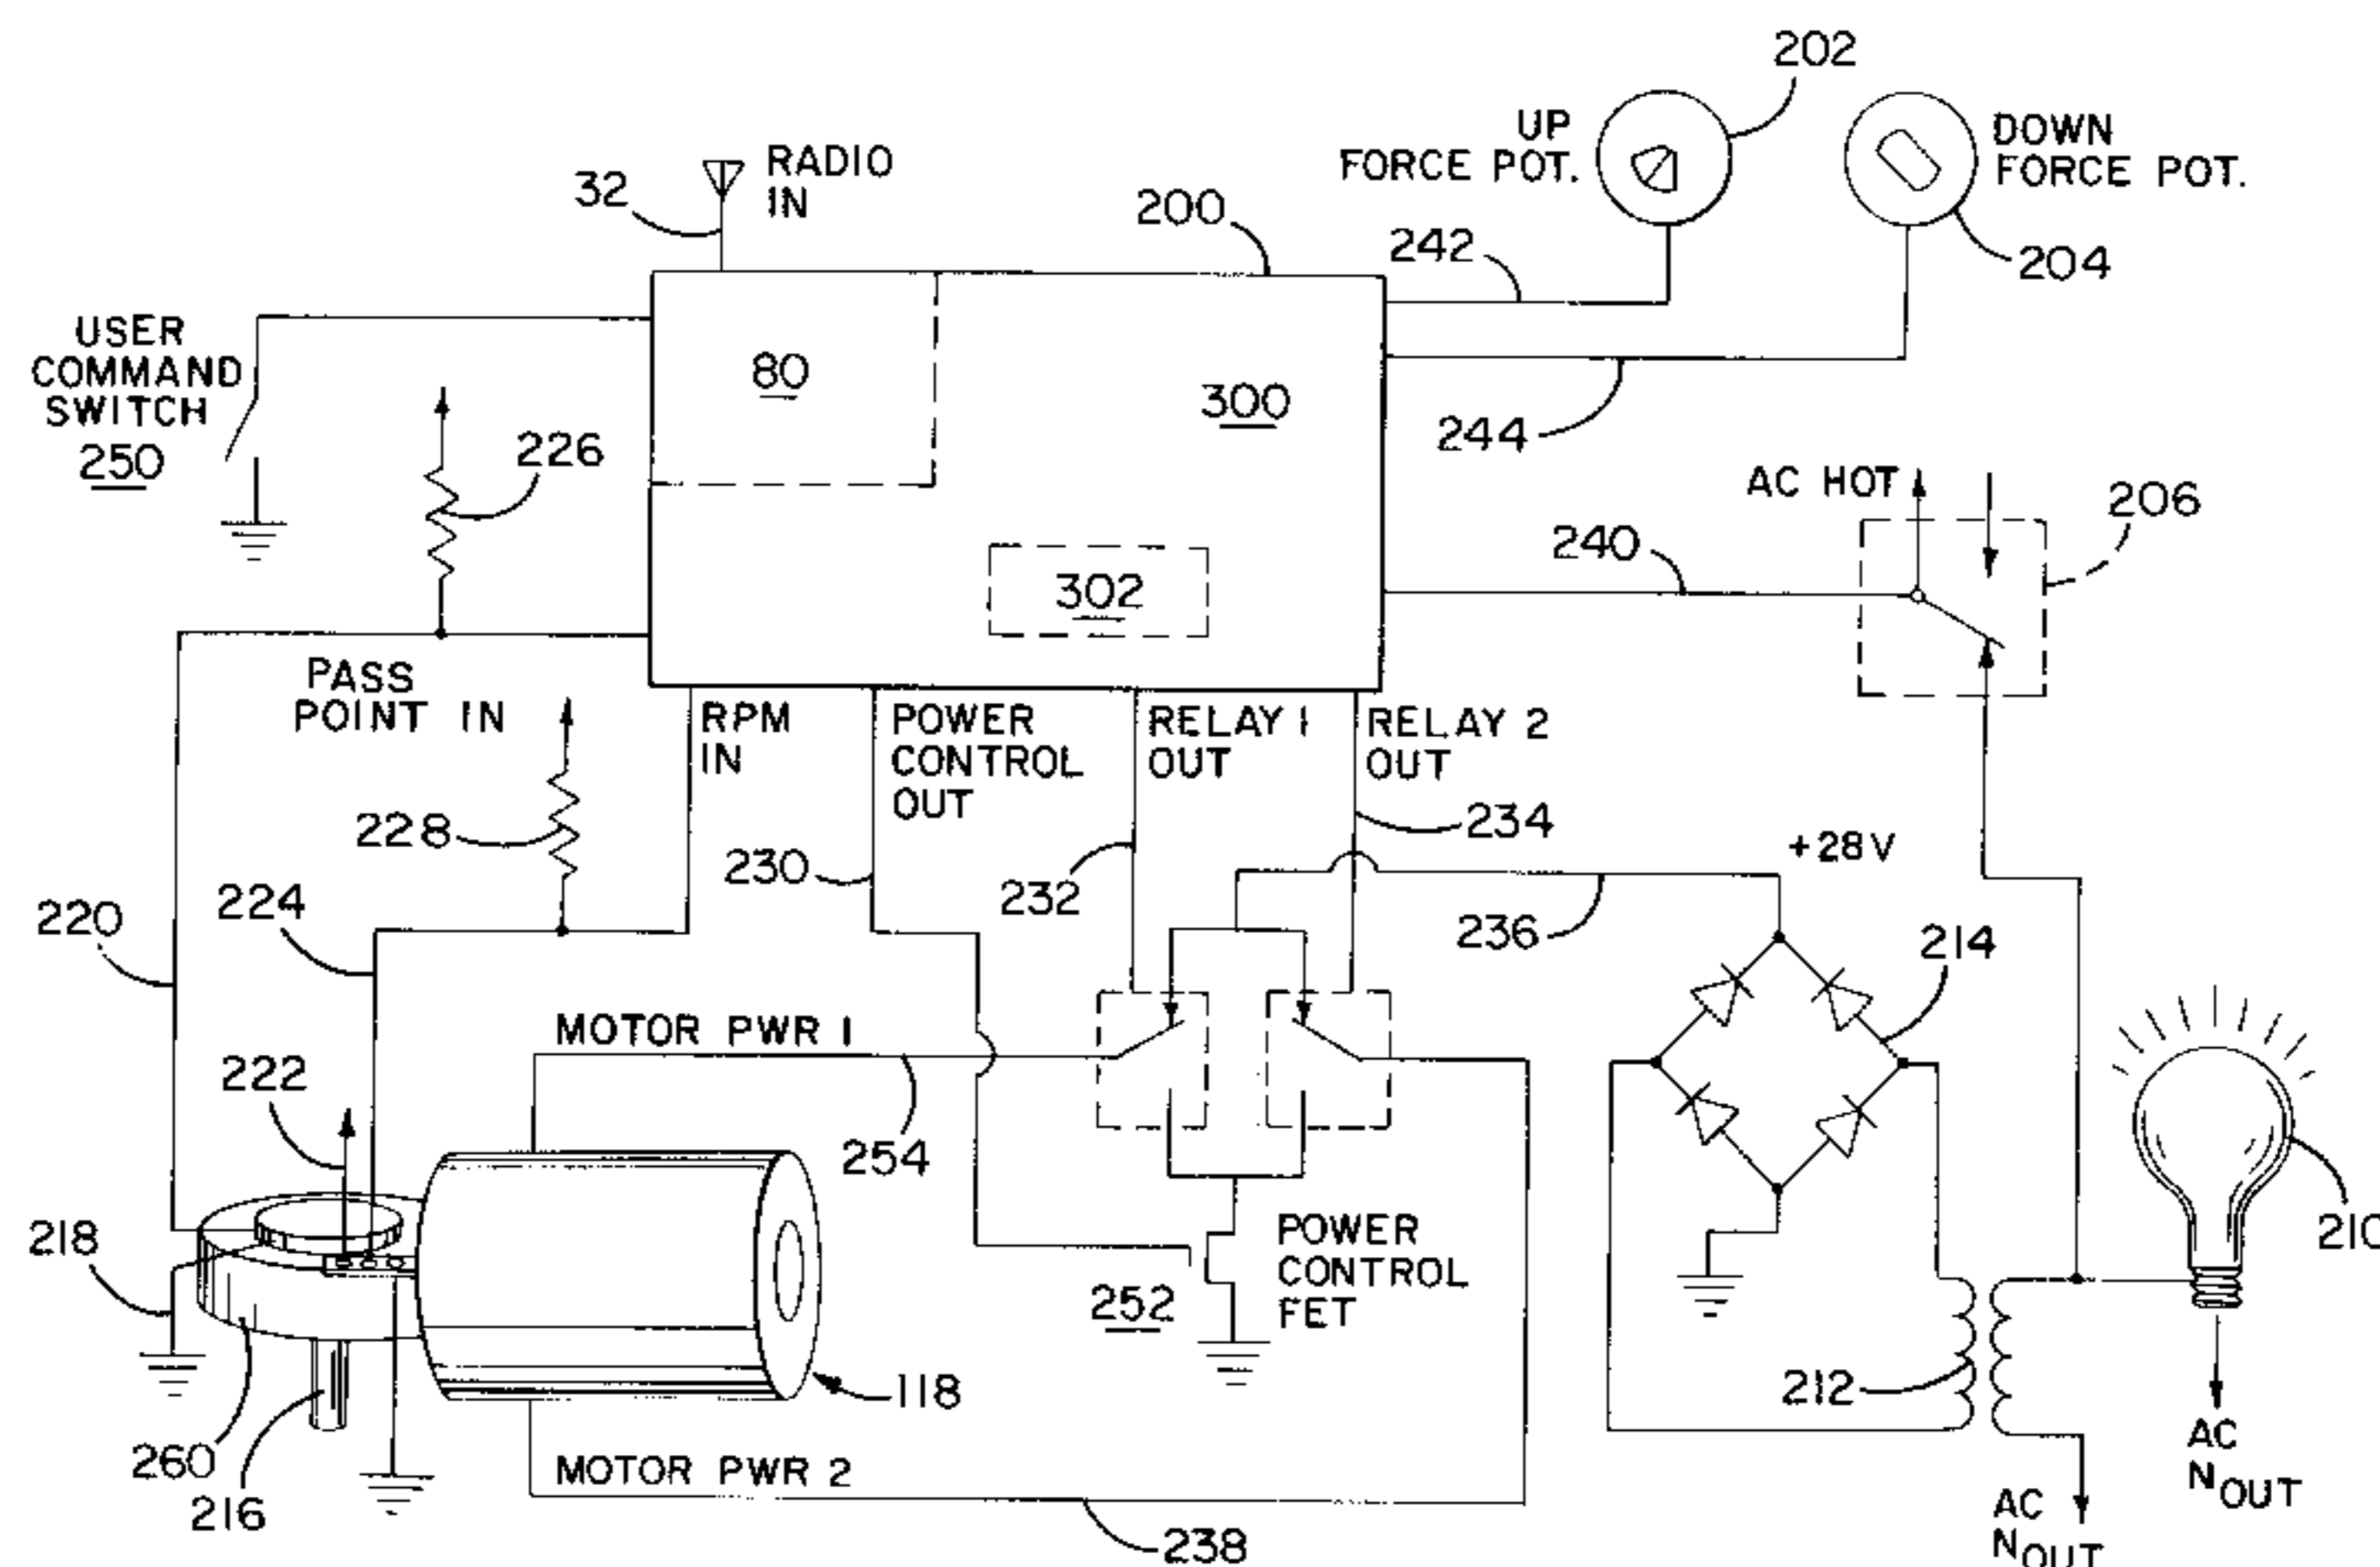 202
UP
FORCE POT.
DOWN
FORCE POT.
204
RADIO
IN
32
200
242
244
USER
COMMAND
SWITCH
250
226
80
300
302
AC HOT
206
240
PASS
POINT IN
RPM
IN
POWER
CONTROL
OUT
RELAY 1
OUT
RELAY 2
OUT
228
230
232
234
236
+28V
214
220
224
222
218
MOTOR PWR 1
254
POWER
CONTROL
FET
252
212
210
118
260
216
MOTOR PWR 2
238
AC
NOUT
AC
NOUT